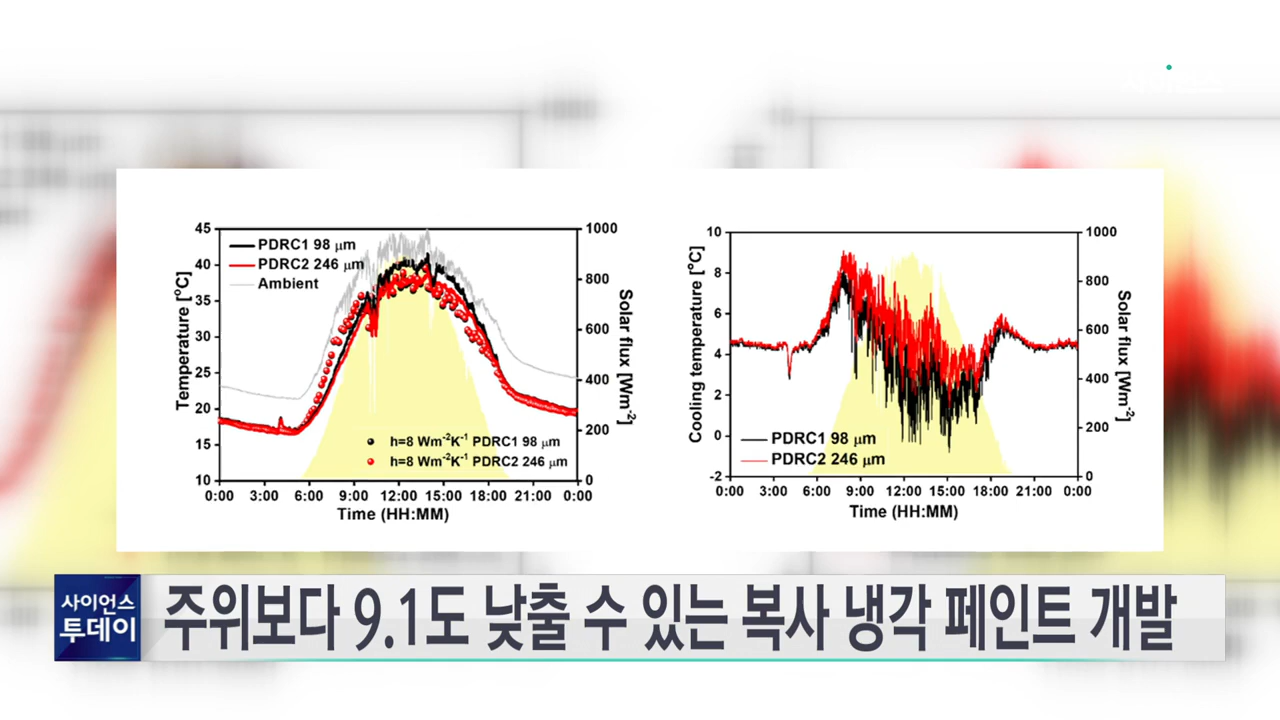 45
40
35
30
25
20
15
10
Temperature [°C]
PDRC1 98 μm
PDRC2 246 μm
Ambient
h=8 Wm⁻²K⁻¹ PDRC1 98 μm
h=8 Wm⁻²K⁻¹ PDRC2 246 μm
1000
800
600
400
200
0
Solar flux [Wm⁻²]
0:00 3:00 6:00 9:00 12:00 15:00 18:00 21:00 0:00
Time (HH:MM)
10
8
6
4
2
0
-2
Cooling temperature [°C]
PDRC1 98 μm
PDRC2 246 μm
1000
800
600
400
200
0
Solar flux [Wm⁻²]
0:00 3:00 6:00 9:00 12:00 15:00 18:00 21:00 0:00
Time (HH:MM)
사이언스
투데이
주위보다 9.1도 낮출 수 있는 복사 냉각 페인트 개발